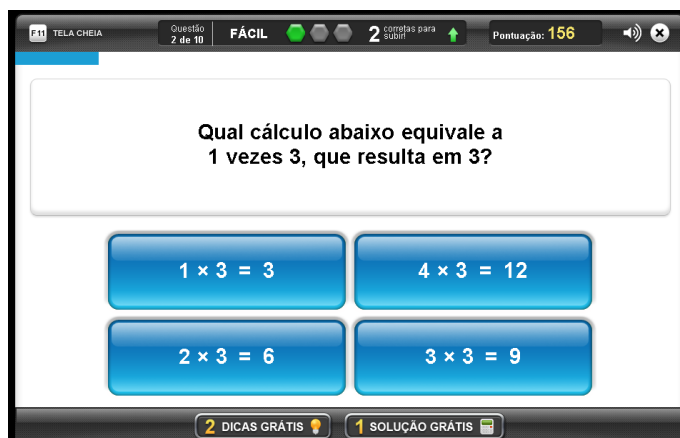 F11 TELA CHEIA
Questão
2 de 10
FÁCIL
2 corretas para
subir!
Pontuação: 156
Qual cálculo abaixo equivale a
1 vezes 3, que resulta em 3?
1 × 3 = 3
4 × 3 = 12
2 × 3 = 6
3 × 3 = 9
2 DICAS GRÁTIS
1 SOLUÇÃO GRÁTIS